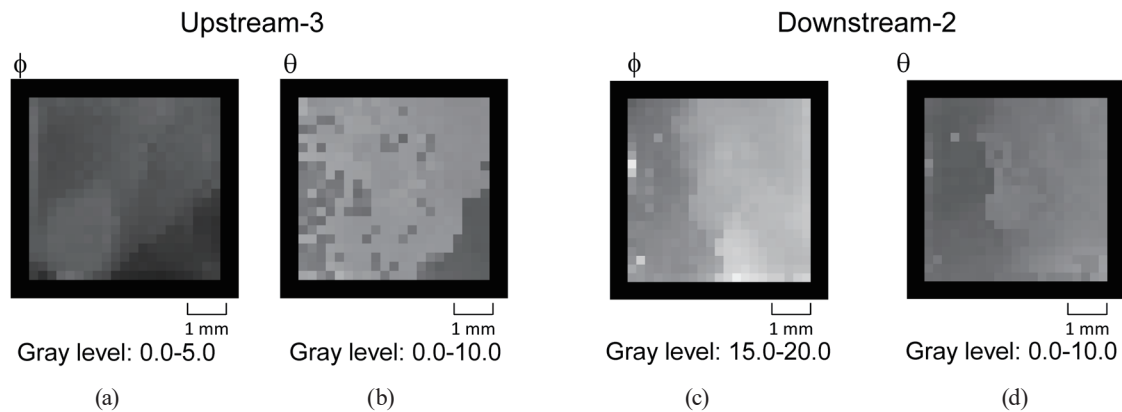 Upstream-3
Downstream-2
ϕ
θ
ϕ
θ
1 mm
1 mm
1 mm
1 mm
Gray level: 0.0-5.0
Gray level: 0.0-10.0
Gray level: 15.0-20.0
Gray level: 0.0-10.0
(a)
(b)
(c)
(d)